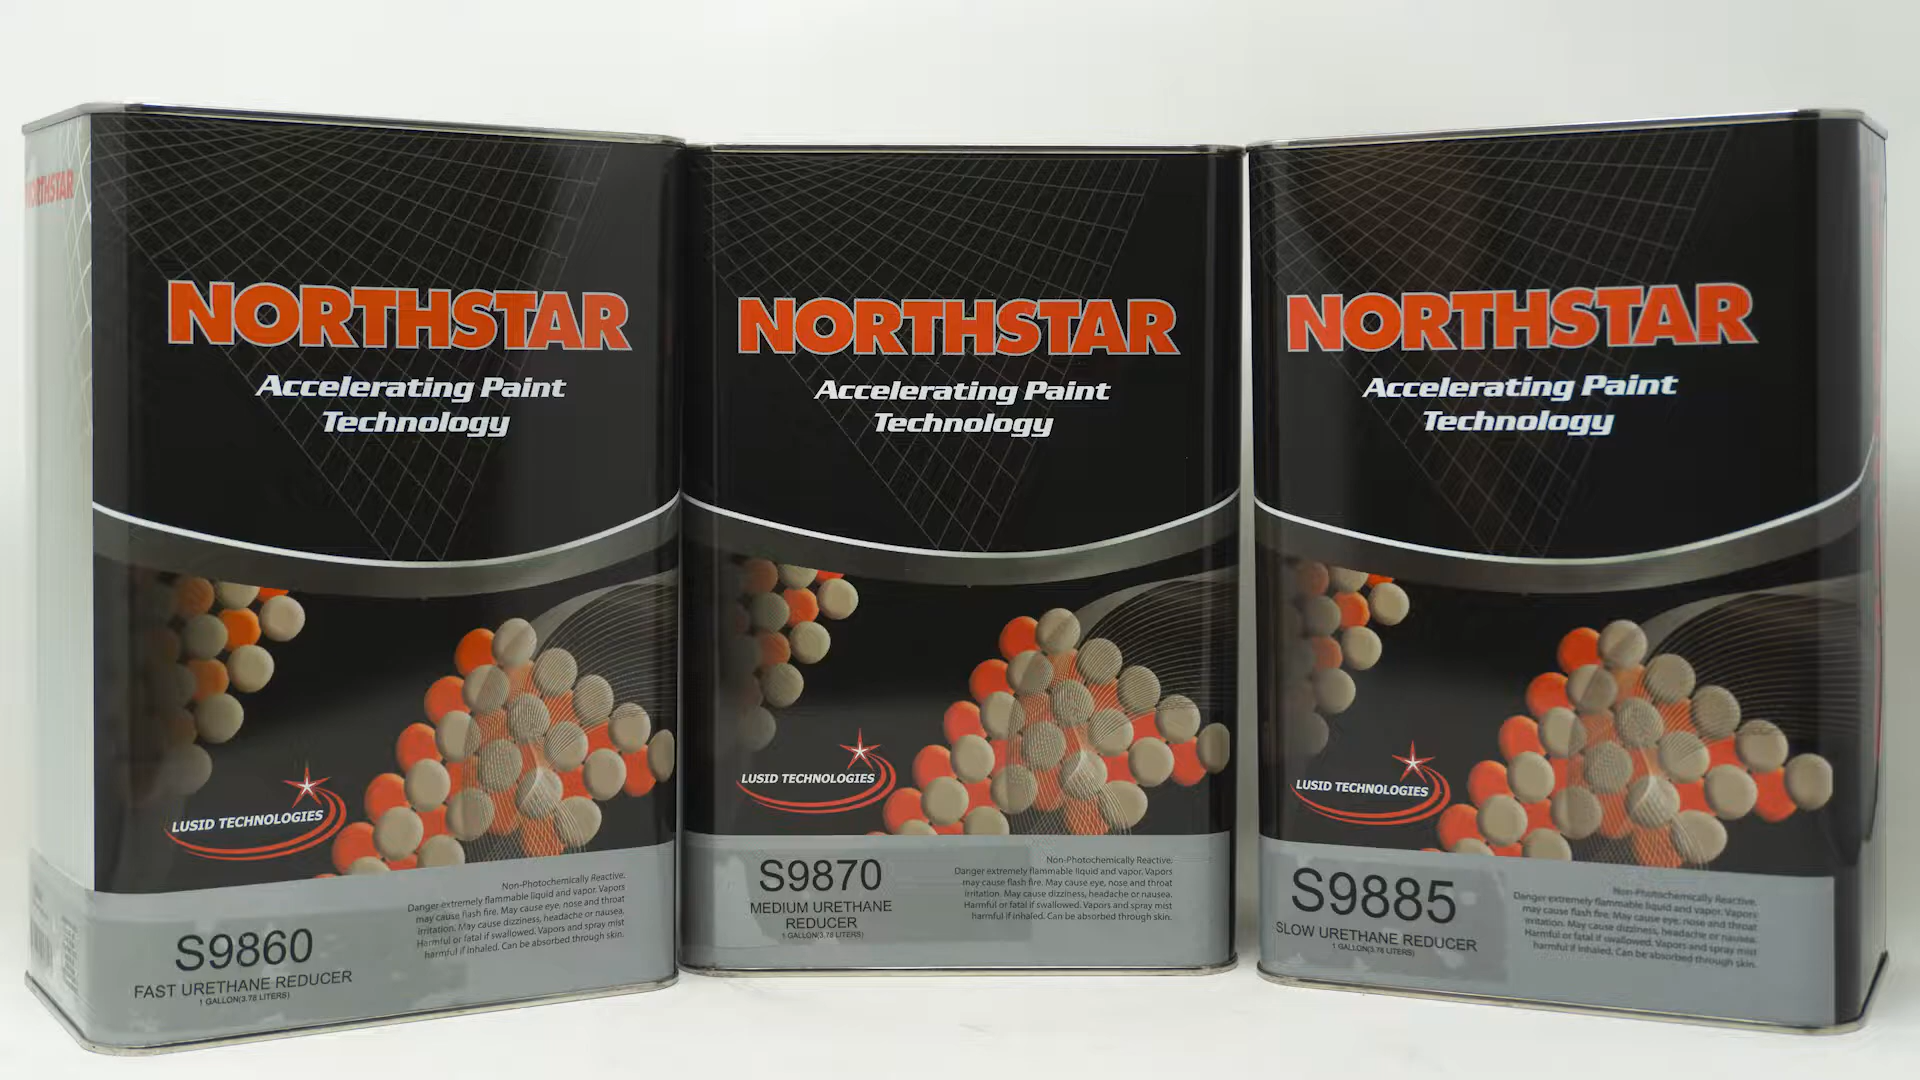 NORTHSTAR
NORTHSTAR
Accelerating Paint
Technology
LUSID TECHNOLOGIES
Non-Photochemically Reactive.
Danger extremely flammable liquid and vapor. Vapors
may cause flash fire. May cause eye, nose and throat
irritation. May cause dizziness, headache or nausea.
Harmful or fatal if swallowed. Vapors and spray mist
harmful if inhaled. Can be absorbed through skin.
S9860
FAST URETHANE REDUCER
1 GALLON(3.78 LITERS)
NORTHSTAR
Accelerating Paint
Technology
LUSID TECHNOLOGIES
S9870
MEDIUM URETHANE
REDUCER
1 GALLON(3.78 LITERS)
Non-Photochemically Reactive.
Danger extremely flammable liquid and vapor. Vapors
may cause flash fire. May cause eye, nose and throat
irritation. May cause dizziness, headache or nausea.
Harmful or fatal if swallowed. Vapors and spray mist
harmful if inhaled. Can be absorbed through skin.
NORTHSTAR
Accelerating Paint
Technology
LUSID TECHNOLOGIES
S9885
SLOW URETHANE REDUCER
1 GALLON(3.78 LITERS)
Non-Photochemically Reactive.
Danger extremely flammable liquid and vapor. Vapors
may cause flash fire. May cause eye, nose and throat
irritation. May cause dizziness, headache or nausea.
Harmful or fatal if swallowed. Vapors and spray mist
harmful if inhaled. Can be absorbed through skin.